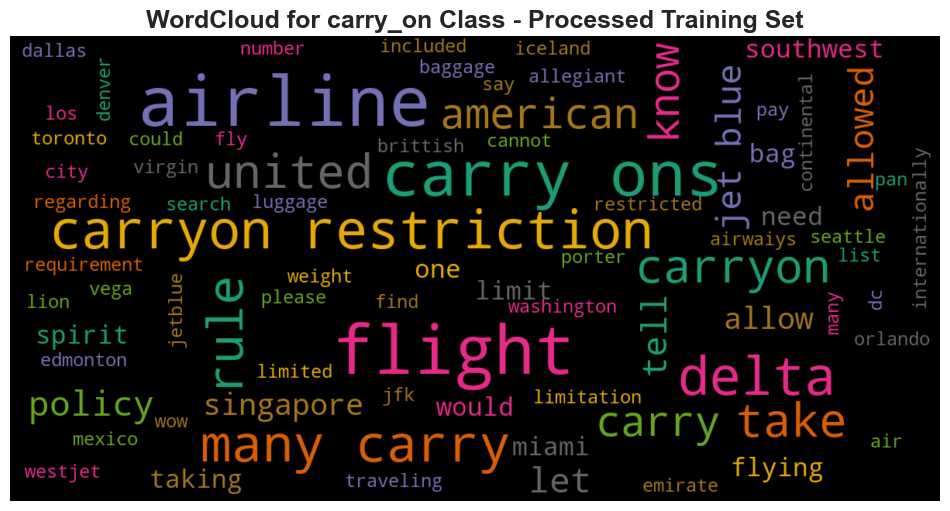 WordCloud for carry_on Class - Processed Training Set
dallas
number
included
iceland
southwest
denver
baggage
say
allegiant
know
jet blue
pay
continental
allowed
los
airline
american
toronto
could
fly
brittish
cannot
bag
city
virgin
united
carry ons
pan
internationally
regarding
search
luggage
restricted
need
carryon restriction
airwaiys
seattle
requirement
weight
one
porter
carryon
list
lion
vega
jetblue
rule
please
find
limit
washington
tell
allow
many
dc
spirit
flight
orlando
edmonton
limited
delta
policy
wow
singapore
jfk
would
limitation
carry
take
mexico
many carry
miami
air
westjet
taking
traveling
let
emirate
flying